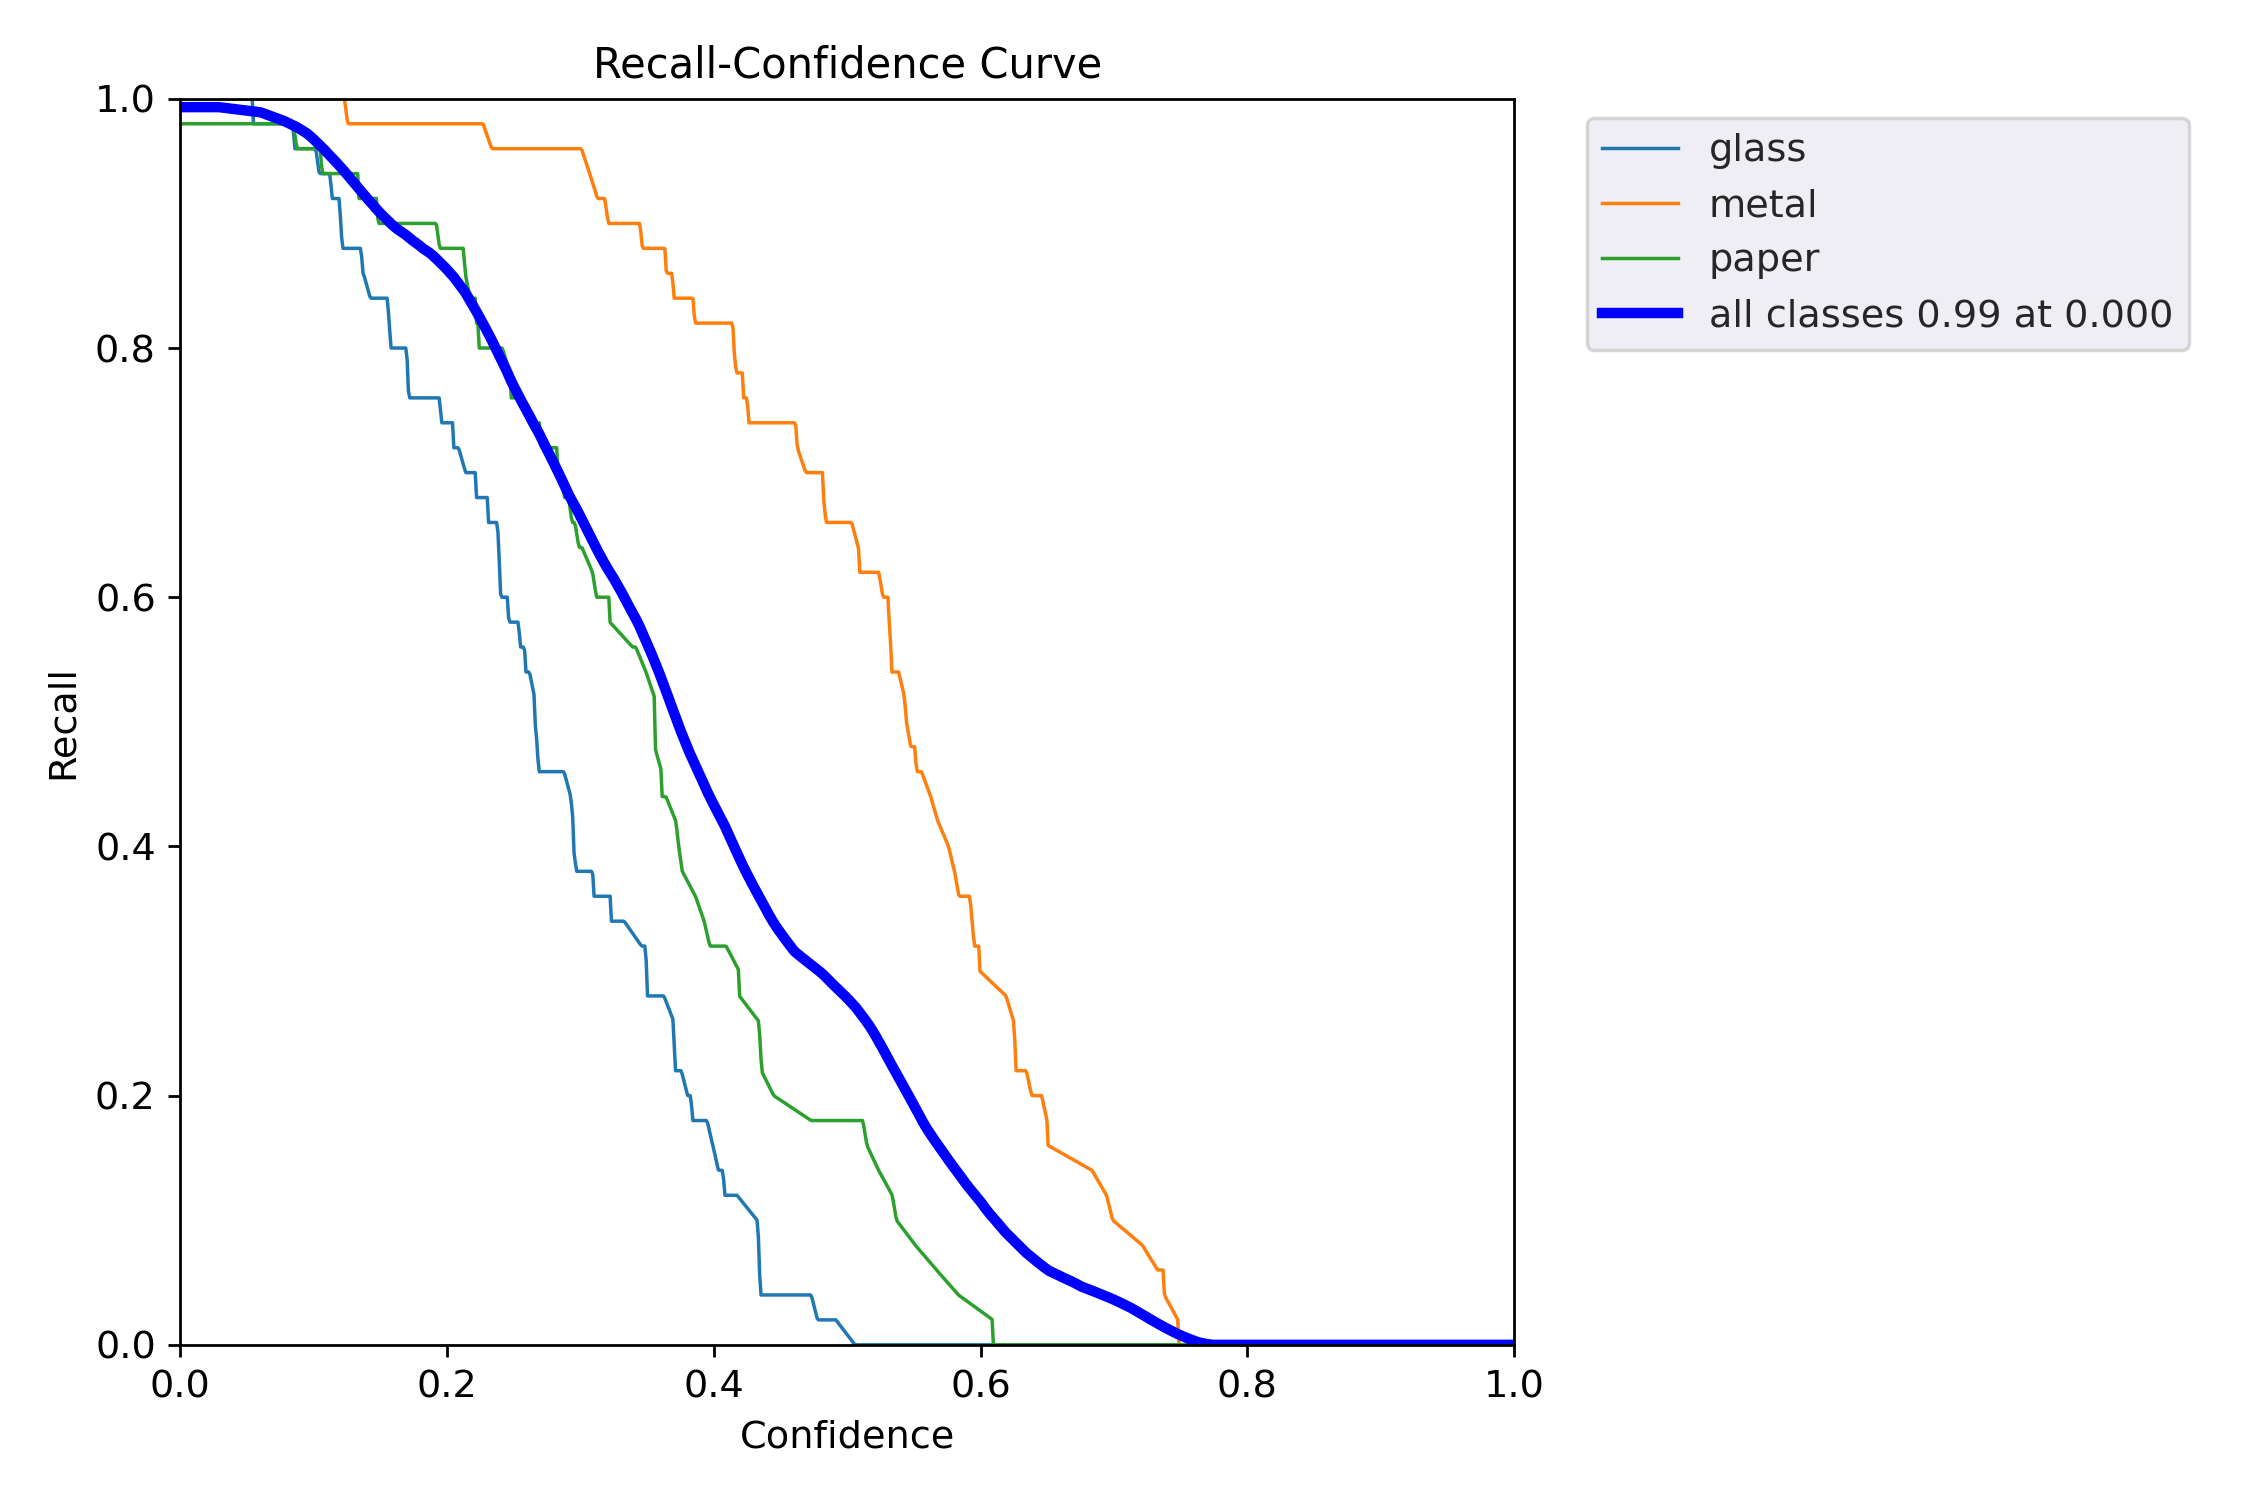 Recall-Confidence Curve
1.0
0.8
0.6
0.4
0.2
0.0
Recall
0.0 0.2 0.4 0.6 0.8 1.0
Confidence
glass
metal
paper
all classes 0.99 at 0.000